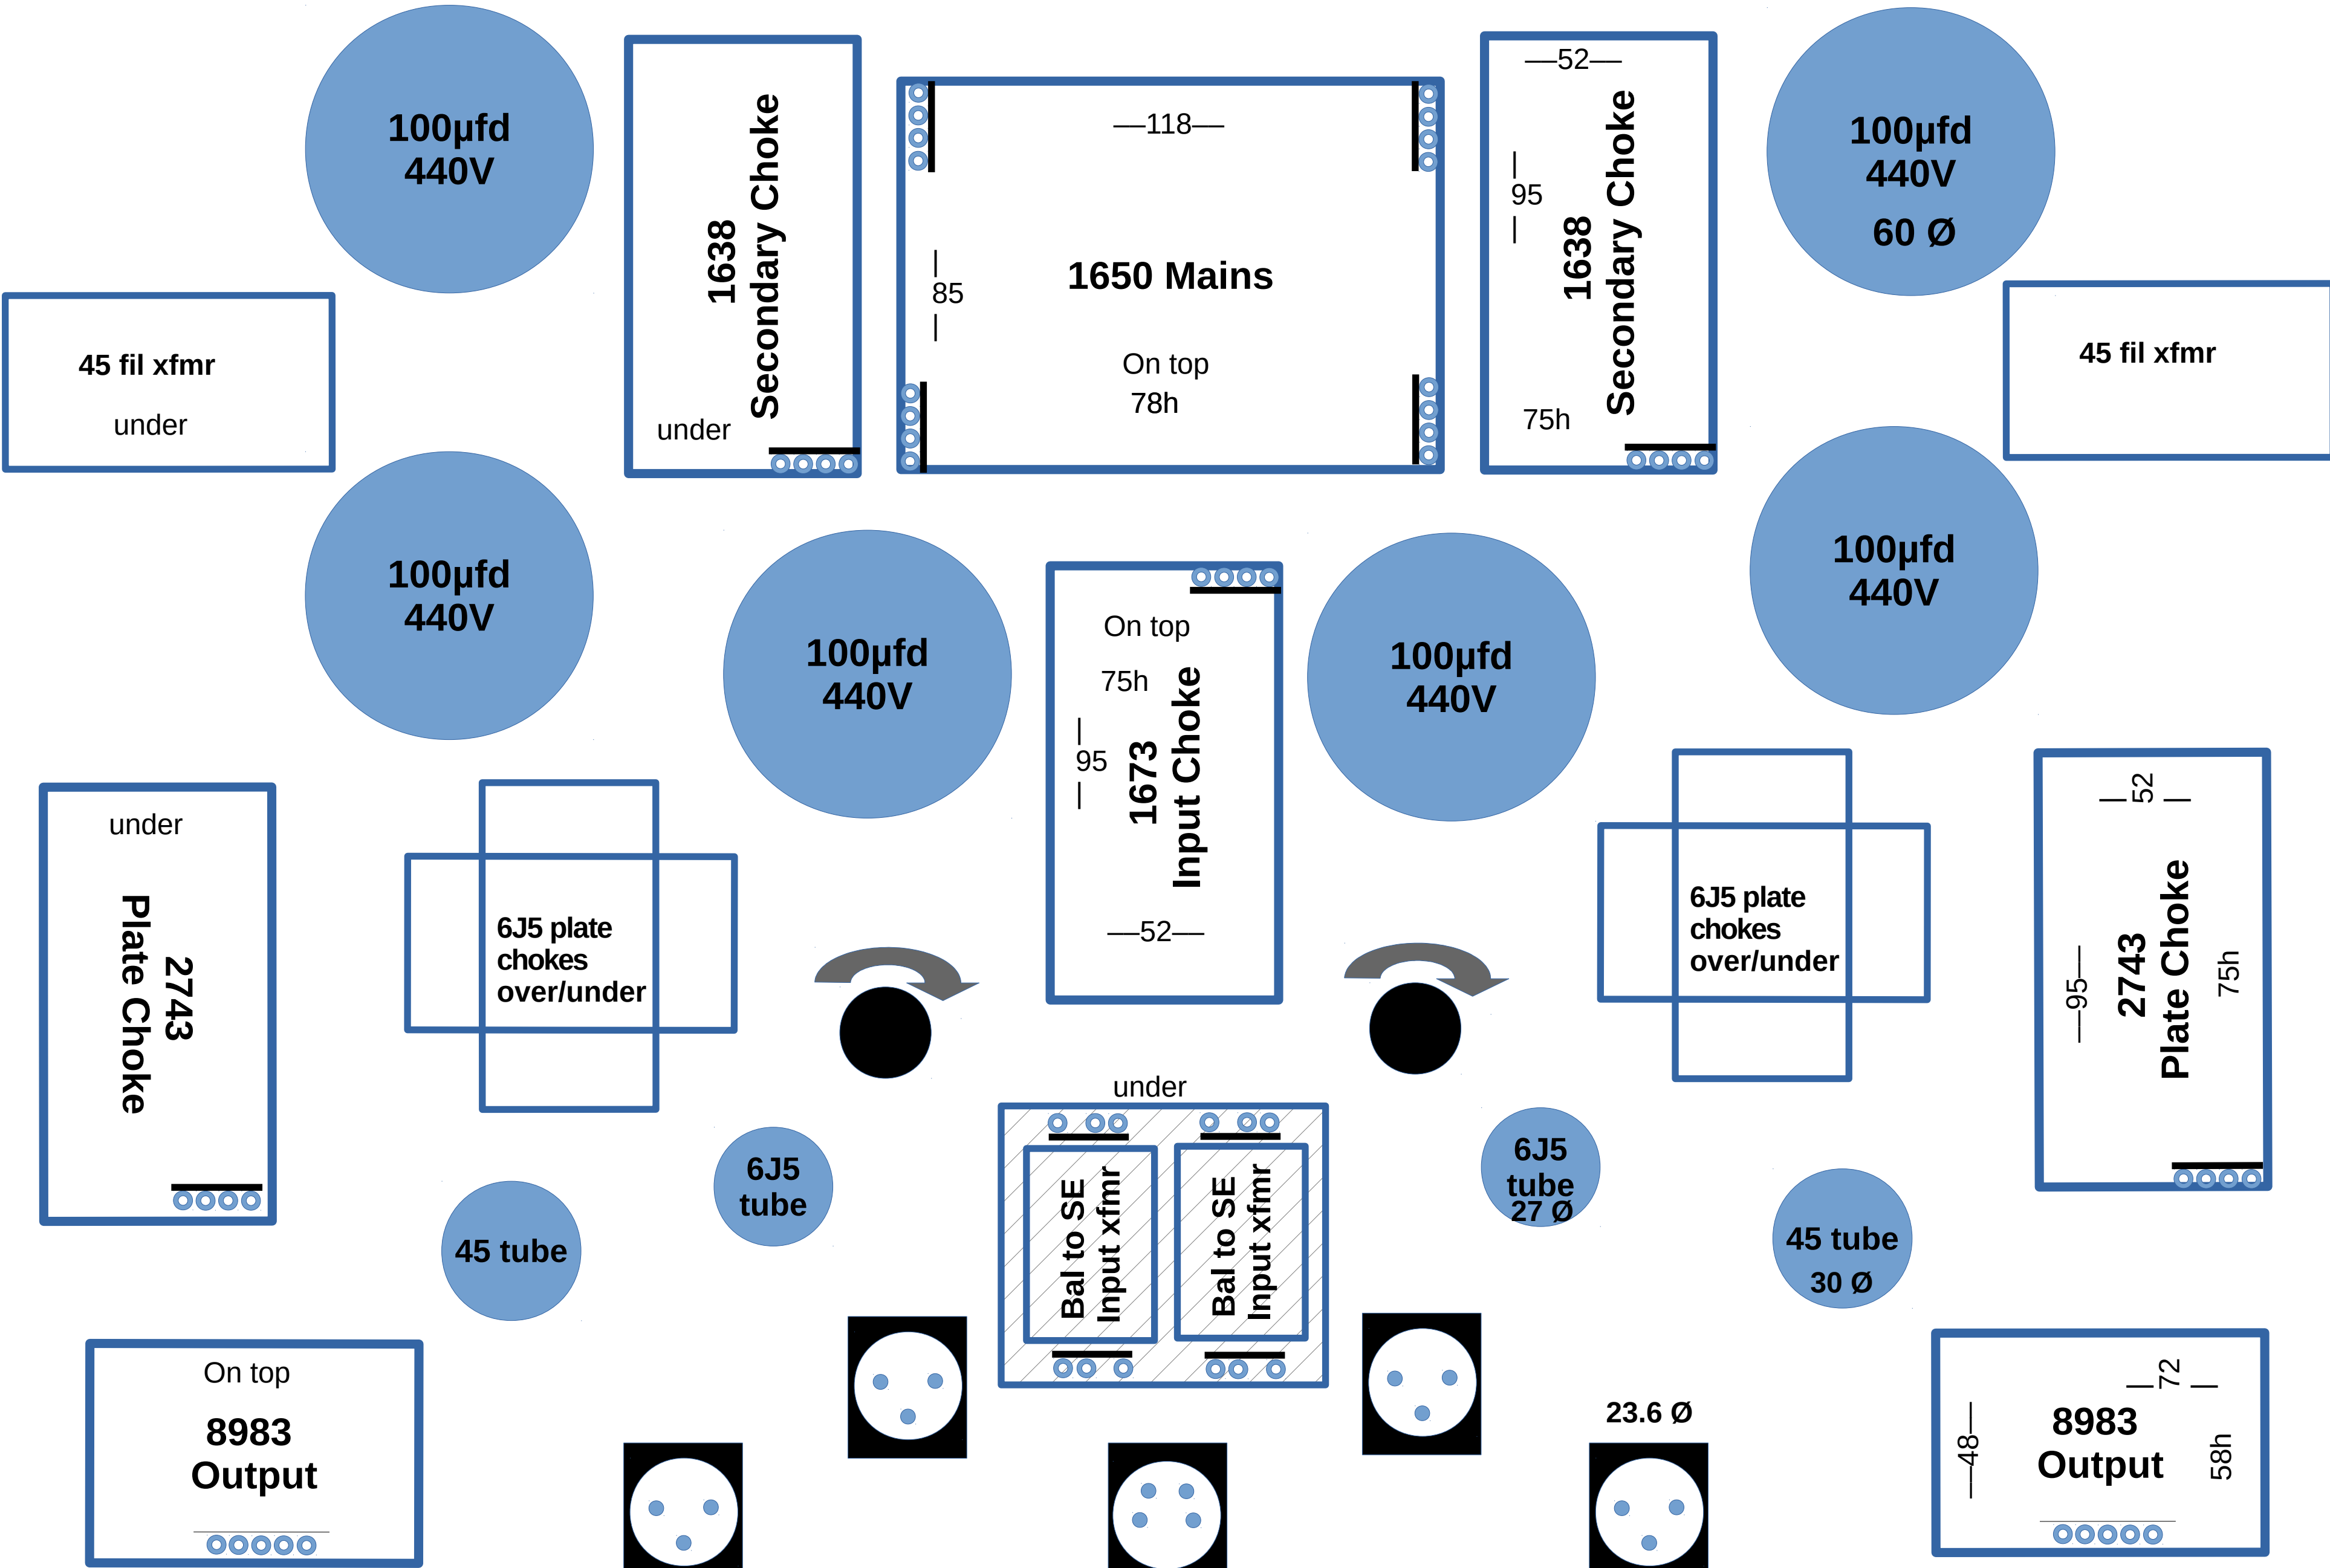 100µfd
440V
1638
Secondary Choke
under
—118—
| 85 |
1650 Mains
On top
78h
—52—
| 95 |
1638
Secondary Choke
75h
100µfd
440V
60 Ø
45 fil xfmr
under
45 fil xfmr
100µfd
440V
100µfd
440V
On top
75h
| 95 |
1673
Input Choke
—52—
100µfd
440V
100µfd
440V
under
2743
Plate Choke
6J5 plate
chokes
over/under
6J5 plate
chokes
over/under
— 52 —
—95—
2743
Plate Choke
75h
under
Bal to SE
Input xfmr
Bal to SE
Input xfmr
6J5
tube
45 tube
6J5
tube
27 Ø
45 tube
30 Ø
On top
8983
Output
23.6 Ø
— 72 —
—48—
8983
Output
58h